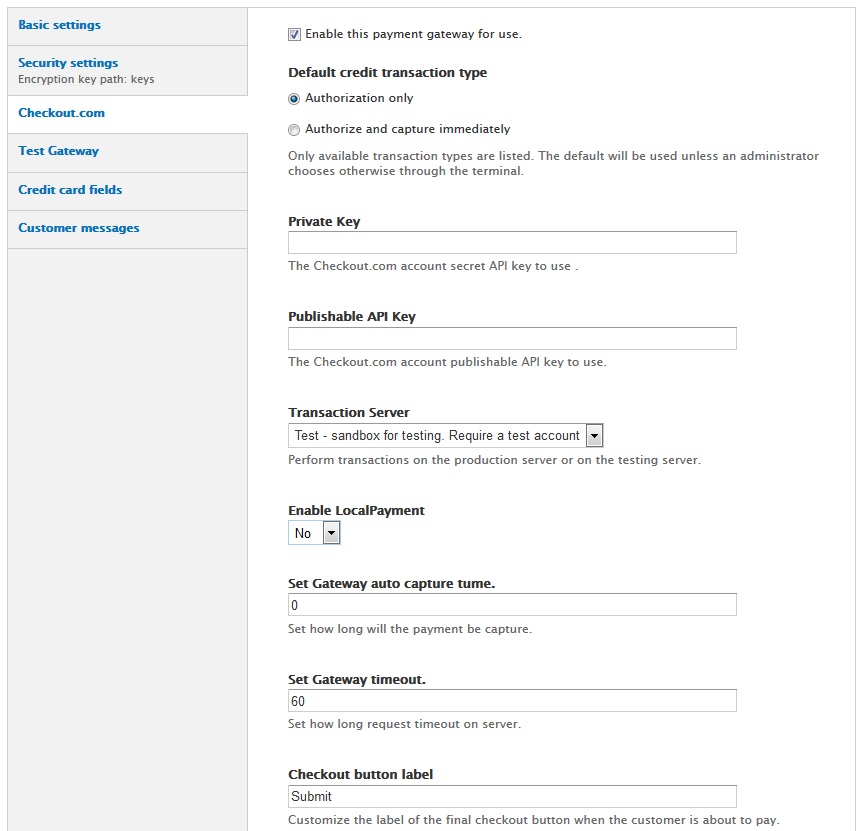 Basic settings
Security settings
Encryption key path: keys
Checkout.com
Test Gateway
Credit card fields
Customer messages
Enable this payment gateway for use.
Default credit transaction type
Authorization only
Authorize and capture immediately
Only available transaction types are listed. The default will be used unless an administrator
chooses otherwise through the terminal.
Private Key
The Checkout.com account secret API key to use .
Publishable API Key
The Checkout.com account publishable API key to use.
Transaction Server
Test - sandbox for testing. Require a test account
Perform transactions on the production server or on the testing server.
Enable LocalPayment
No
Set Gateway auto capture tume.
0
Set how long will the payment be capture.
Set Gateway timeout.
60
Set how long request timeout on server.
Checkout button label
Submit
Customize the label of the final checkout button when the customer is about to pay.